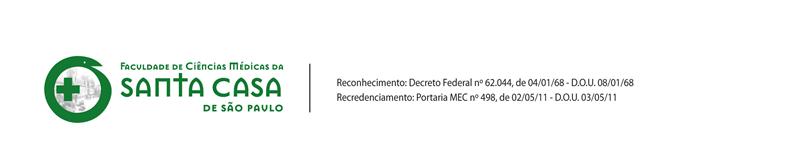 FACULDADE DE CIÊNCIAS MÉDICAS DA
SANTA CASA
DE SÃO PAULO
Reconhecimento: Decreto Federal nº 62.044, de 04/01/68 - D.O.U. 08/01/68
Recredenciamento: Portaria MEC nº 498, de 02/05/11 - D.O.U. 03/05/11